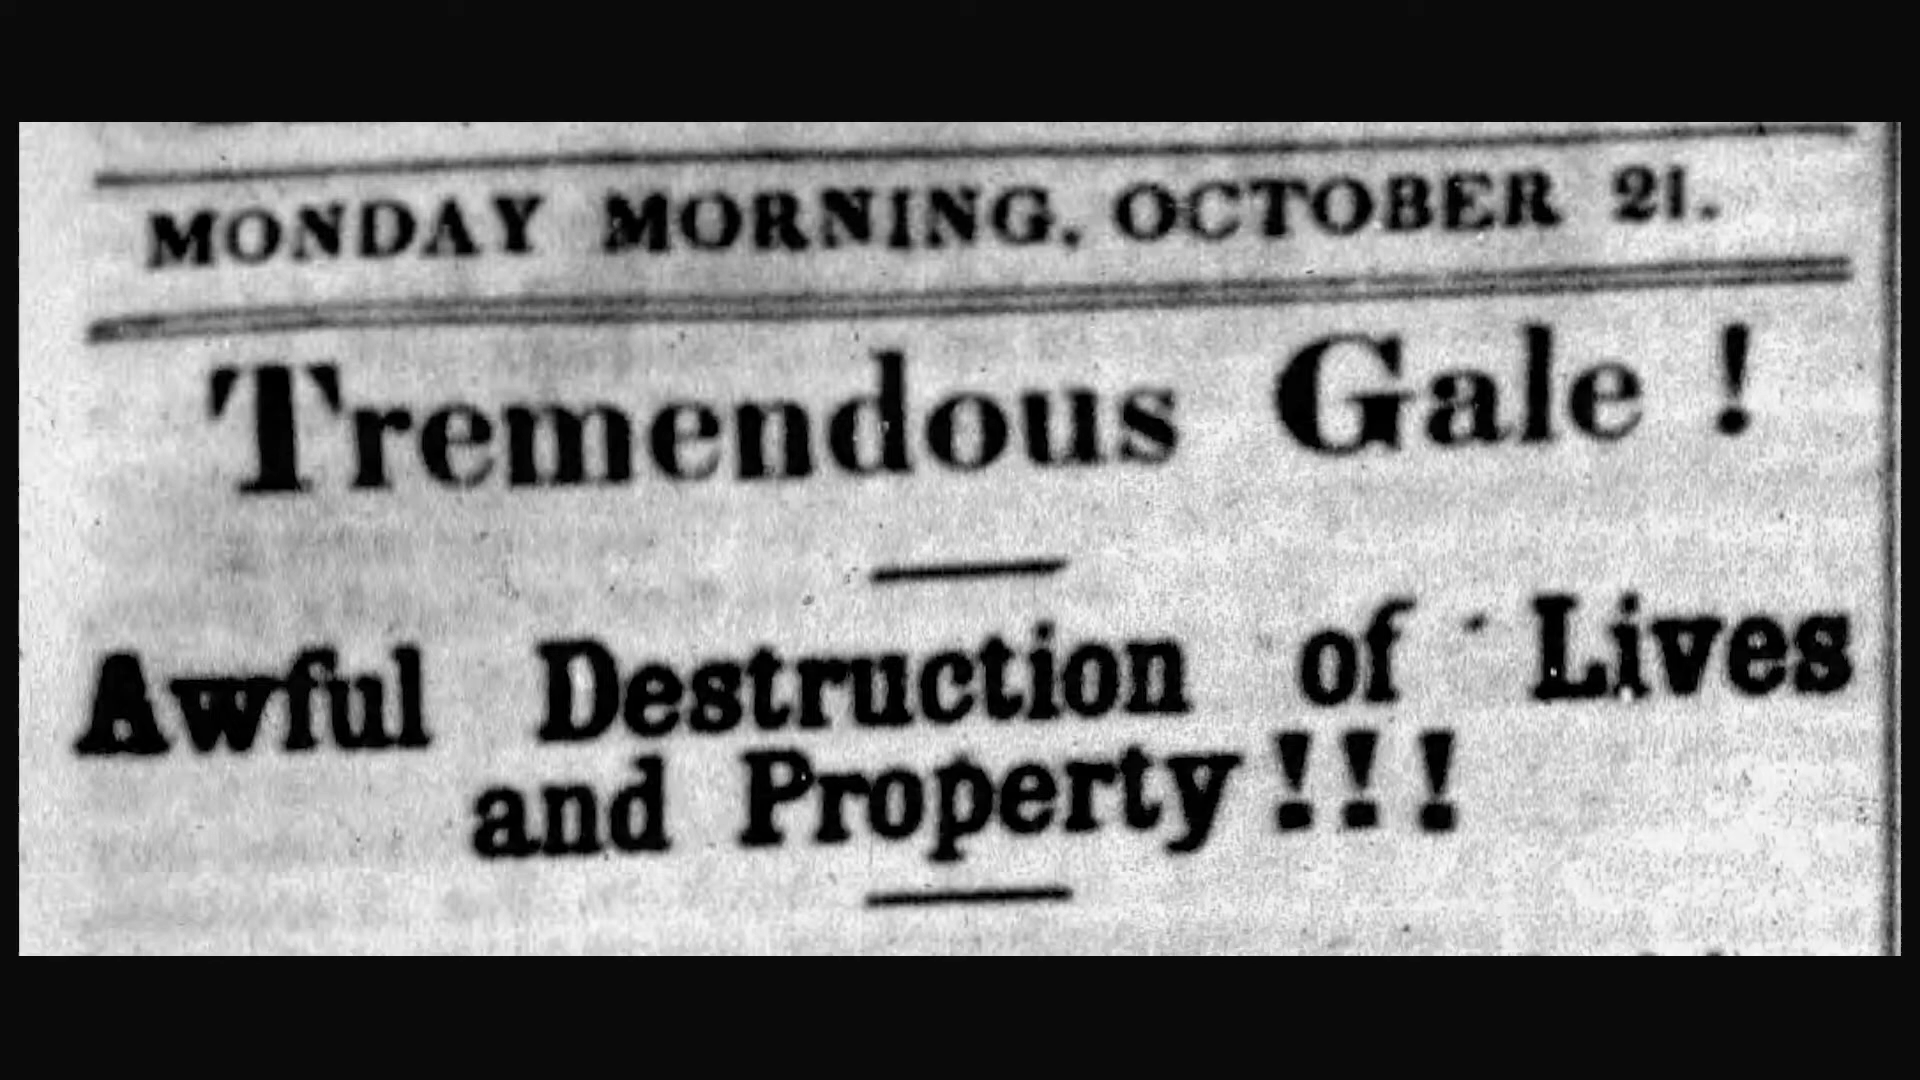 MONDAY MORNING, OCTOBER 21.
Tremendous Gale !
Awful Destruction of Lives
and Property !!!